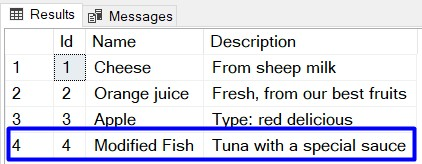 Results Messages
Id Name Description
1 1 Cheese From sheep milk
2 2 Orange juice Fresh, from our best fruits
3 3 Apple Type: red delicious
4 4 Modified Fish Tuna with a special sauce